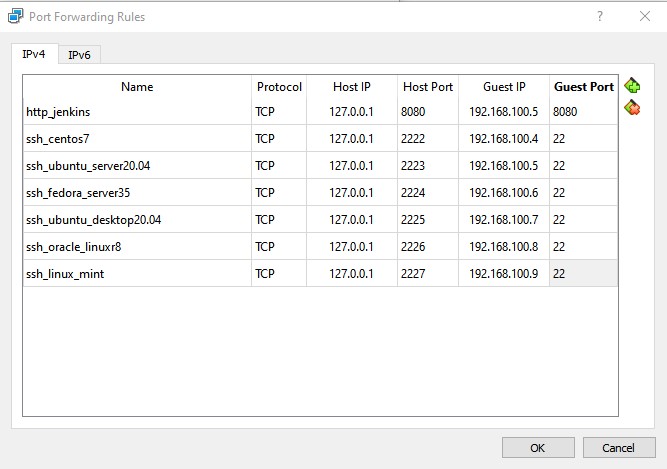 Port Forwarding Rules ?
IPv4 IPv6
Name Protocol Host IP Host Port Guest IP Guest Port
http_jenkins TCP 127.0.0.1 8080 192.168.100.5 8080
ssh_centos7 TCP 127.0.0.1 2222 192.168.100.4 22
ssh_ubuntu_server20.04 TCP 127.0.0.1 2223 192.168.100.5 22
ssh_fedora_server35 TCP 127.0.0.1 2224 192.168.100.6 22
ssh_ubuntu_desktop20.04 TCP 127.0.0.1 2225 192.168.100.7 22
ssh_oracle_linuxr8 TCP 127.0.0.1 2226 192.168.100.8 22
ssh_linux_mint TCP 127.0.0.1 2227 192.168.100.9 22
OK Cancel